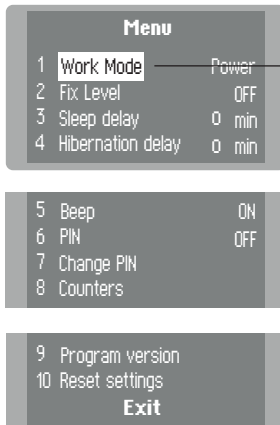 Menu
1 Work Mode Power
2 Fix Level OFF
3 Sleep delay 0 min
4 Hibernation delay 0 min
5 Beep ON
6 PIN OFF
7 Change PIN
8 Counters
9 Program version
10 Reset settings
Exit